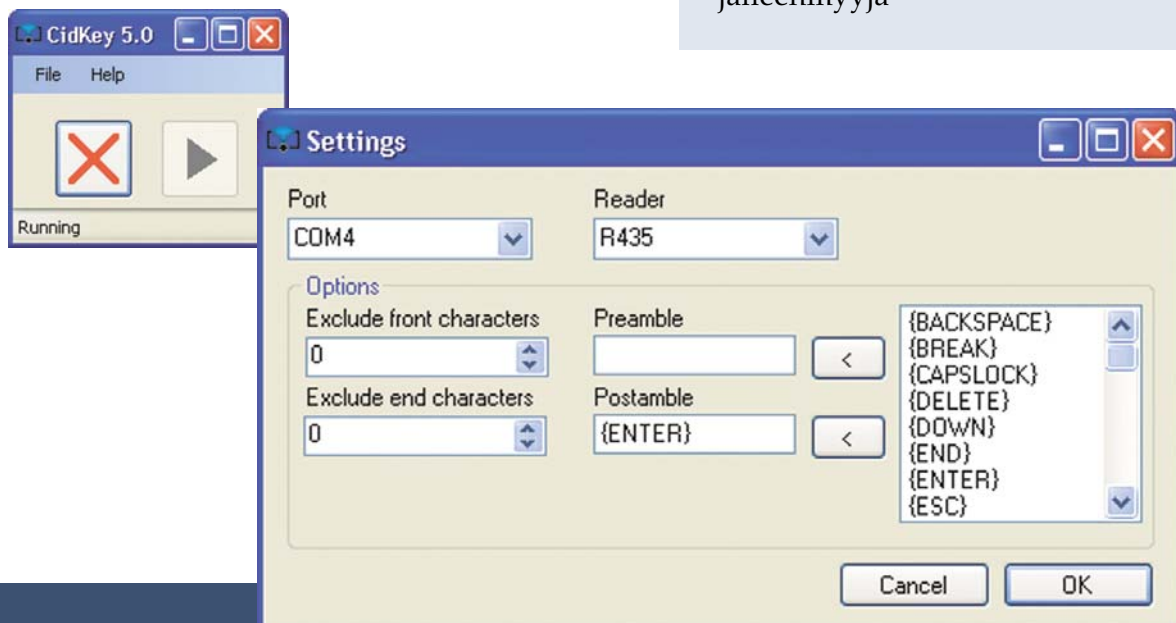 jälleenmyyjä
CidKey 5.0
File Help
Running
Settings
Port Reader
COM4 R435
Options
Exclude front characters Preamble
0 <
Exclude end characters Postamble
0 {ENTER} <
{BACKSPACE}
{BREAK}
{CAPSLOCK}
{DELETE}
{DOWN}
{END}
{ENTER}
{ESC}
Cancel OK